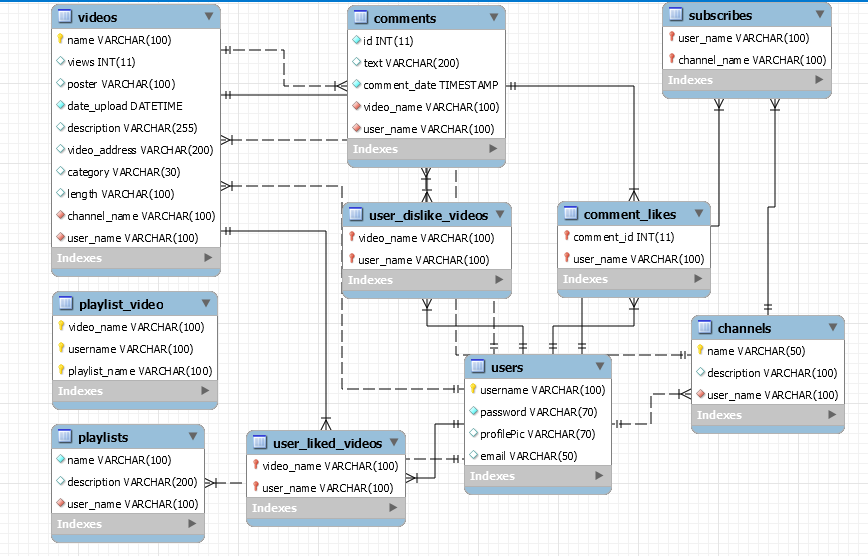 videos
name VARCHAR(100)
views INT(11)
poster VARCHAR(100)
date_upload DATETIME
description VARCHAR(255)
video_address VARCHAR(200)
category VARCHAR(30)
length VARCHAR(100)
channel_name VARCHAR(100)
user_name VARCHAR(100)
Indexes
comments
id INT(11)
text VARCHAR(200)
comment_date TIMESTAMP
video_name VARCHAR(100)
user_name VARCHAR(100)
Indexes
subscribes
user_name VARCHAR(100)
channel_name VARCHAR(100)
Indexes
user_dislike_videos
video_name VARCHAR(100)
user_name VARCHAR(100)
Indexes
comment_likes
comment_id INT(11)
user_name VARCHAR(100)
Indexes
playlist_video
video_name VARCHAR(100)
username VARCHAR(100)
playlist_name VARCHAR(100)
Indexes
channels
name VARCHAR(50)
description VARCHAR(100)
user_name VARCHAR(100)
Indexes
users
username VARCHAR(100)
password VARCHAR(70)
profilePic VARCHAR(70)
email VARCHAR(50)
Indexes
playlists
name VARCHAR(100)
description VARCHAR(200)
user_name VARCHAR(100)
Indexes
user_liked_videos
video_name VARCHAR(100)
user_name VARCHAR(100)
Indexes